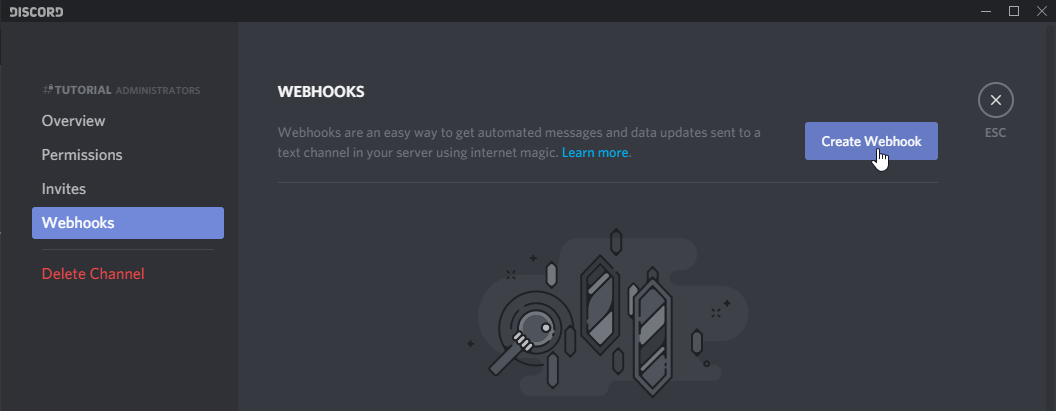 DISCORD
TUTORIAL ADMINISTRATORS
Overview
Permissions
Invites
Webhooks
Delete Channel
WEBHOOKS
Webhooks are an easy way to get automated messages and data updates sent to a
text channel in your server using internet magic. Learn more.
Create Webhook
ESC